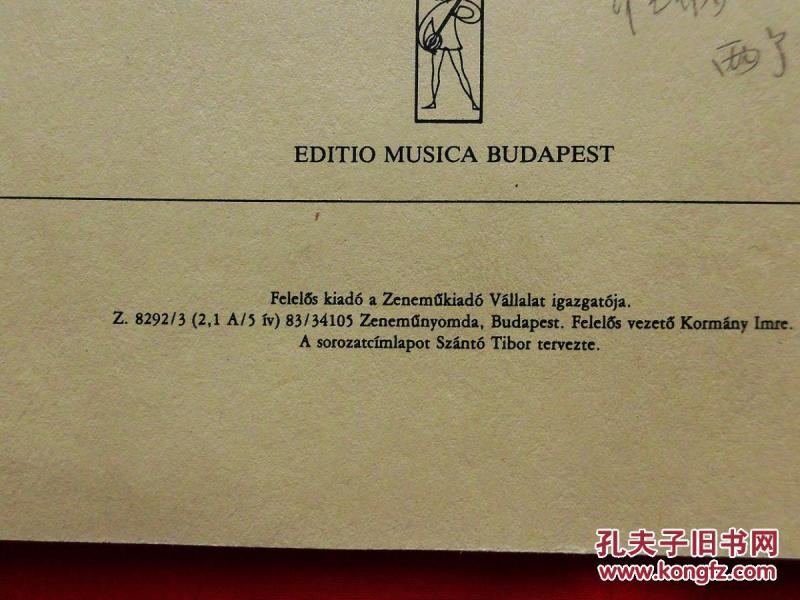 两
EDITIO MUSICA BUDAPEST
Felelős kiadó a Zeneműkiadó Vállalat igazgatója.
Z. 8292/3 (2,1 A/5 ív) 83/34105 Zeneműnyomda, Budapest. Felelős vezető Kormány Imre.
A sorozatcímlapot Szántó Tibor tervezte.
孔夫子旧书网
www.kongfz.com